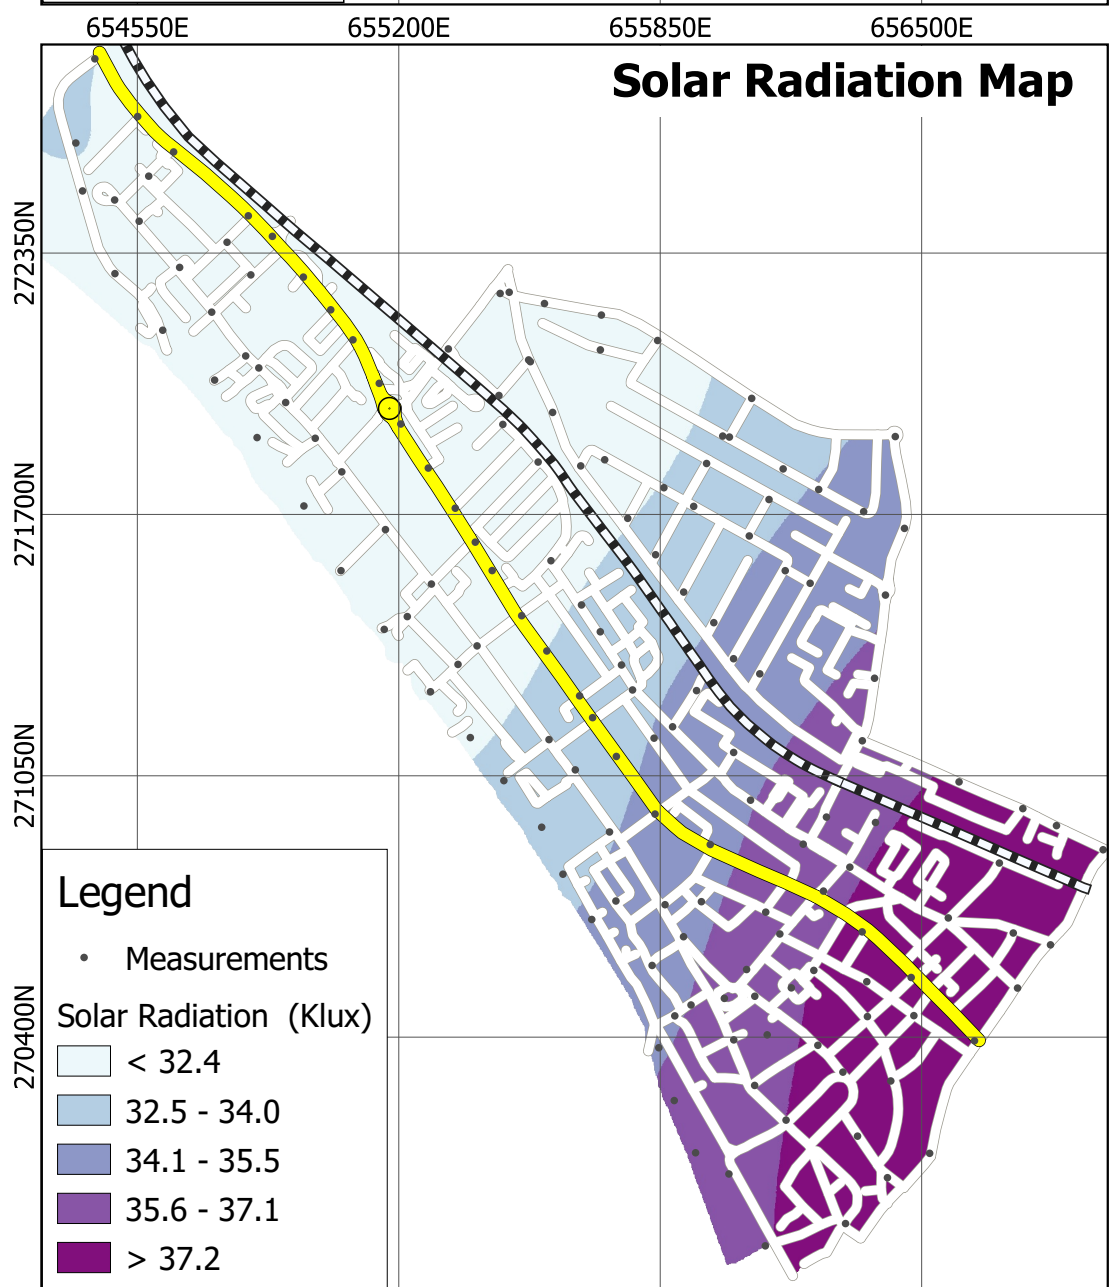 654550E 655200E 655850E 656500E
Solar Radiation Map
272350N
271700N
271050N
270400N
Legend
Measurements
Solar Radiation (Klux)
< 32.4
32.5 - 34.0
34.1 - 35.5
35.6 - 37.1
> 37.2